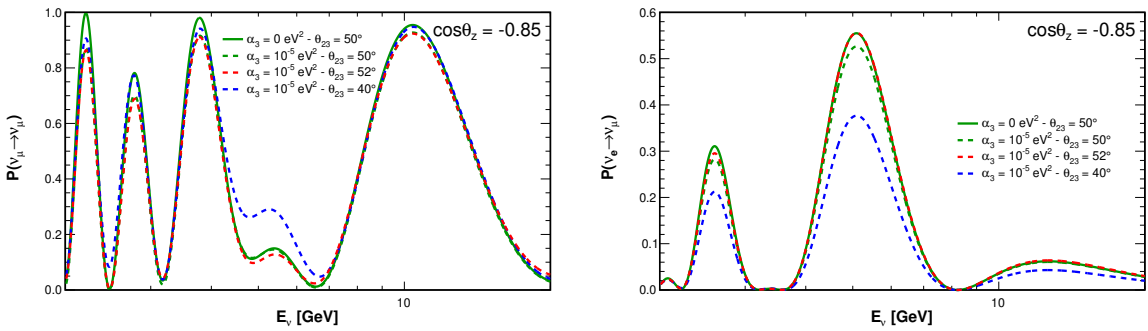 cosθz = -0.85
α3 = 0 eV² - θ23 = 50°
α3 = 10⁻⁵ eV² - θ23 = 50°
α3 = 10⁻⁵ eV² - θ23 = 52°
α3 = 10⁻⁵ eV² - θ23 = 40°
P(νμ→νμ)
1.0
0.8
0.6
0.4
0.2
0.0
10
Eν [GeV]
cosθz = -0.85
α3 = 0 eV² - θ23 = 50°
α3 = 10⁻⁵ eV² - θ23 = 50°
α3 = 10⁻⁵ eV² - θ23 = 52°
α3 = 10⁻⁵ eV² - θ23 = 40°
P(νe→νμ)
0.6
0.5
0.4
0.3
0.2
0.1
0.0
10
Eν [GeV]